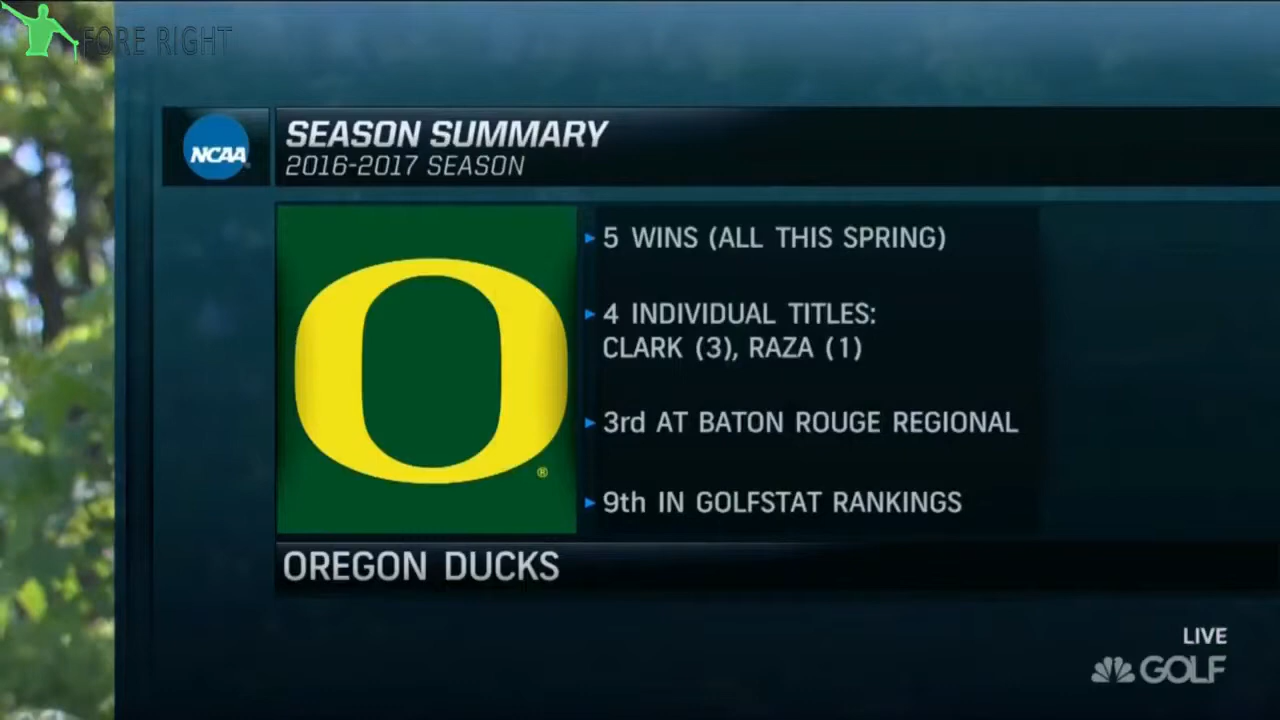 FORE RIGHT
NCAA
SEASON SUMMARY
2016-2017 SEASON
5 WINS (ALL THIS SPRING)
4 INDIVIDUAL TITLES:
CLARK (3), RAZA (1)
3rd AT BATON ROUGE REGIONAL
9th IN GOLFSTAT RANKINGS
O
®
OREGON DUCKS
LIVE
GOLF